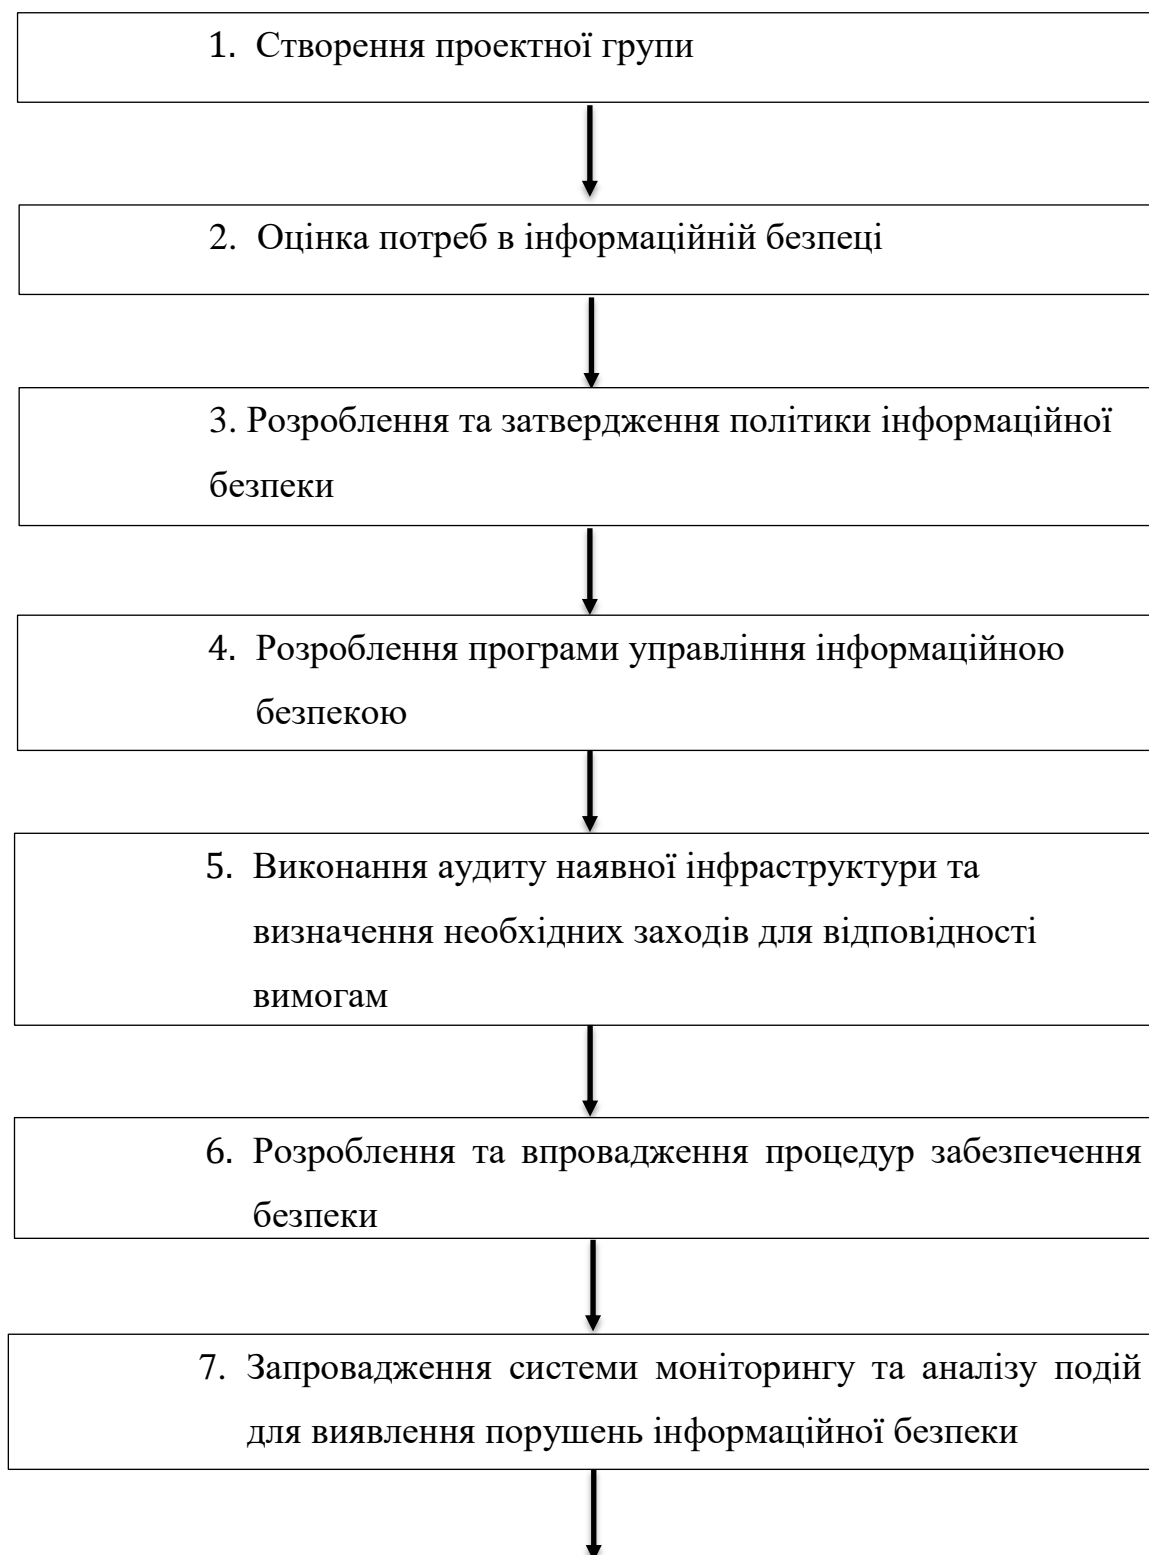 1. Створення проектної групи
2. Оцінка потреб в інформаційній безпеці
3. Розроблення та затвердження політики інформаційної
безпеки
4. Розроблення програми управління інформаційною
безпекою
5. Виконання аудиту наявної інфраструктури та
визначення необхідних заходів для відповідності
вимогам
6. Розроблення та впровадження процедур забезпечення
безпеки
7. Запровадження системи моніторингу та аналізу подій
для виявлення порушень інформаційної безпеки